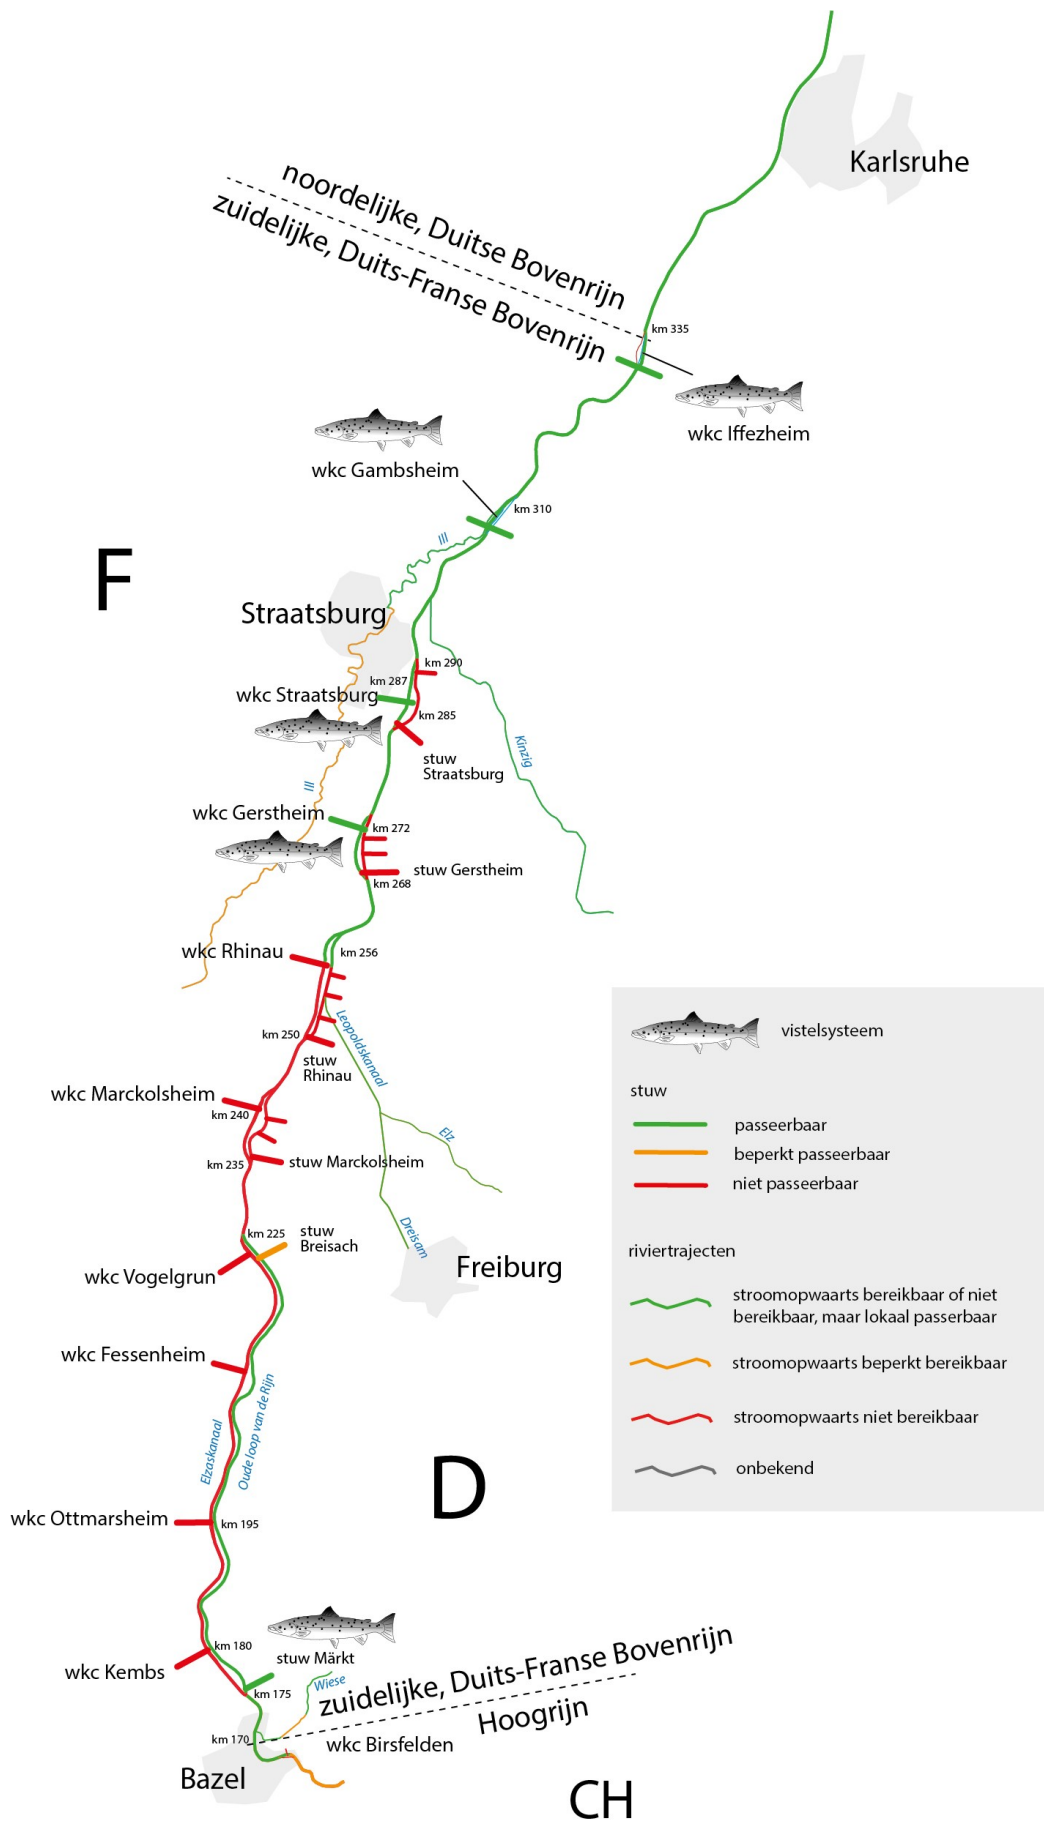 Karlsruhe
noordelijke, Duitse Bovenrijn
zuidelijke, Duits-Franse Bovenrijn
km 335
wkc Iffezheim
wkc Gambsheim
km 310
Ill
F
Straatsburg
km 290
km 287
wkc Straatsburg
km 285
stuw
Straatsburg
Kinzig
Ill
wkc Gerstheim
km 272
stuw Gerstheim
km 268
wkc Rhinau
km 256
Leopoldskanaal
km 250
stuw
Rhinau
wkc Marckolsheim
km 240
Elz
km 235
stuw Marckolsheim
Dreisam
km 225
stuw
Breisach
wkc Vogelgrun
Freiburg
wkc Fessenheim
Elzaskanaal
Oude loop van de Rijn
D
wkc Ottmarsheim
km 195
km 180
stuw Märkt
wkc Kembs
km 175
Wiese
zuidelijke, Duits-Franse Bovenrijn
Hoogrijn
km 170
wkc Birsfelden
Bazel
CH
vistelsysteem
stuw
passeerbaar
beperkt passeerbaar
niet passeerbaar
riviertrajecten
stroomopwaarts bereikbaar of niet
bereikbaar, maar lokaal passerbaar
stroomopwaarts beperkt bereikbaar
stroomopwaarts niet bereikbaar
onbekend